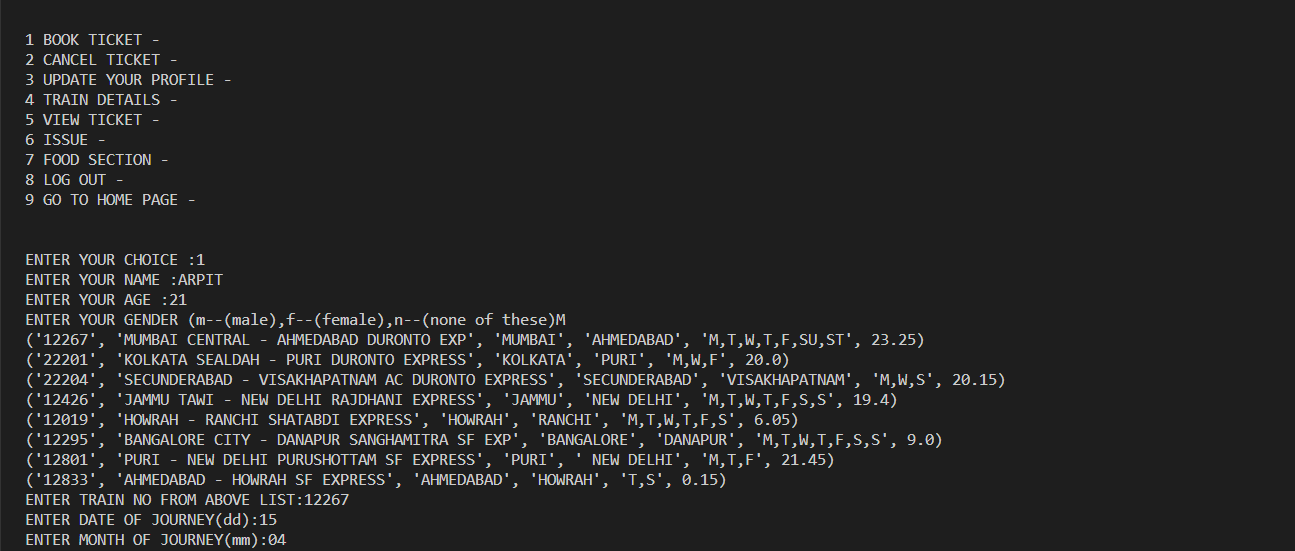 1 BOOK TICKET -
2 CANCEL TICKET -
3 UPDATE YOUR PROFILE -
4 TRAIN DETAILS -
5 VIEW TICKET -
6 ISSUE -
7 FOOD SECTION -
8 LOG OUT -
9 GO TO HOME PAGE -
ENTER YOUR CHOICE :1
ENTER YOUR NAME :ARPIT
ENTER YOUR AGE :21
ENTER YOUR GENDER (m--(male),f--(female),n--(none of these)M
('12267', 'MUMBAI CENTRAL - AHMEDABAD DURONTO EXP', 'MUMBAI', 'AHMEDABAD', 'M,T,W,T,F,SU,ST', 23.25)
('22201', 'KOLKATA SEALDAH - PURI DURONTO EXPRESS', 'KOLKATA', 'PURI', 'M,W,F', 20.0)
('22204', 'SECUNDERABAD - VISAKHAPATNAM AC DURONTO EXPRESS', 'SECUNDERABAD', 'VISAKHAPATNAM', 'M,W,S', 20.15)
('12426', 'JAMMU TAWI - NEW DELHI RAJDHANI EXPRESS', 'JAMMU', 'NEW DELHI', 'M,T,W,T,F,S,S', 19.4)
('12019', 'HOWRAH - RANCHI SHATABDI EXPRESS', 'HOWRAH', 'RANCHI', 'M,T,W,T,F,S', 6.05)
('12295', 'BANGALORE CITY - DANAPUR SANGHAMITRA SF EXP', 'BANGALORE', 'DANAPUR', 'M,T,W,T,F,S,S', 9.0)
('12801', 'PURI - NEW DELHI PURUSHOTTAM SF EXPRESS', 'PURI', ' NEW DELHI', 'M,T,F', 21.45)
('12833', 'AHMEDABAD - HOWRAH SF EXPRESS', 'AHMEDABAD', 'HOWRAH', 'T,S', 0.15)
ENTER TRAIN NO FROM ABOVE LIST:12267
ENTER DATE OF JOURNEY(dd):15
ENTER MONTH OF JOURNEY(mm):04